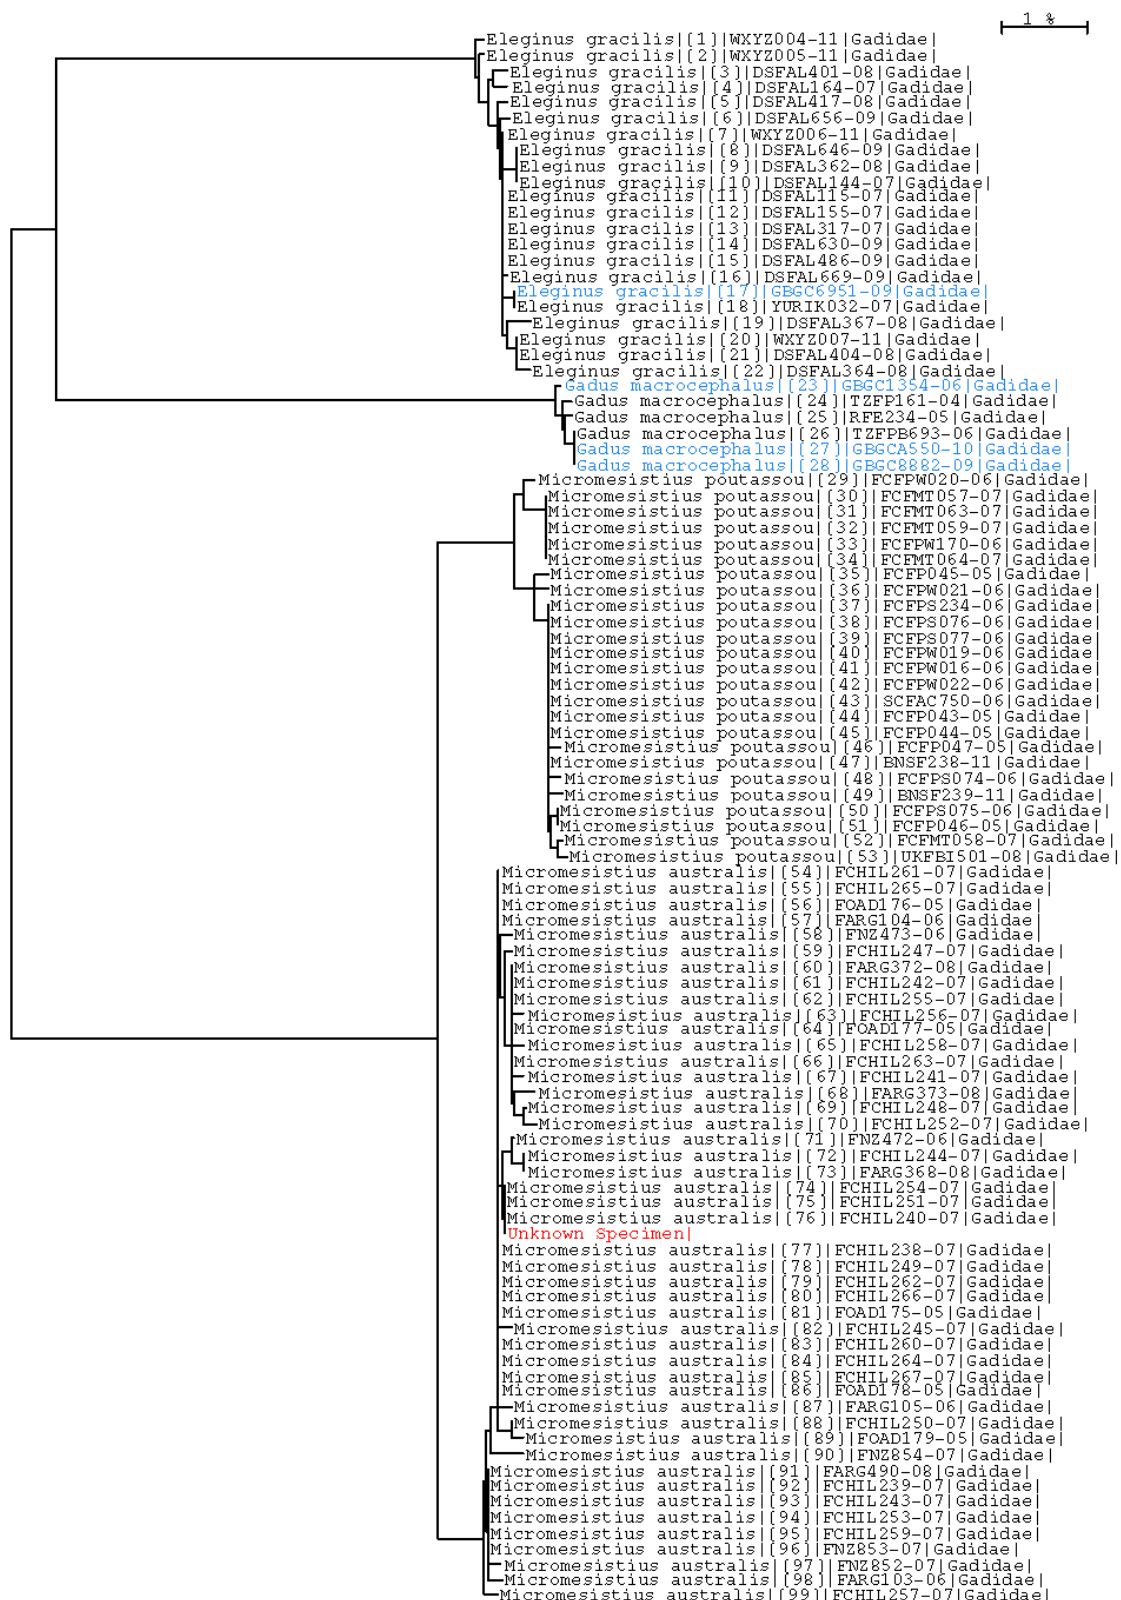 1 %
Eleginus gracilis|[1]|WXYZ004-11|Gadidae|
Eleginus gracilis|[2]|WXYZ005-11|Gadidae|
Eleginus gracilis|[3]|DSFAL401-08|Gadidae|
Eleginus gracilis|[4]|DSFAL164-07|Gadidae|
Eleginus gracilis|[5]|DSFAL417-08|Gadidae|
Eleginus gracilis|[6]|DSFAL656-09|Gadidae|
Eleginus gracilis|[7]|WXYZ006-11|Gadidae|
Eleginus gracilis|[8]|DSFAL646-09|Gadidae|
Eleginus gracilis|[9]|DSFAL362-08|Gadidae|
Eleginus gracilis|[10]|DSFAL144-07|Gadidae|
Eleginus gracilis|[11]|DSFAL115-07|Gadidae|
Eleginus gracilis|[12]|DSFAL155-07|Gadidae|
Eleginus gracilis|[13]|DSFAL317-07|Gadidae|
Eleginus gracilis|[14]|DSFAL630-09|Gadidae|
Eleginus gracilis|[15]|DSFAL486-09|Gadidae|
Eleginus gracilis|[16]|DSFAL669-09|Gadidae|
Eleginus gracilis|[17]|GBGC6951-09|Gadidae|
Eleginus gracilis|[18]|YURIK032-07|Gadidae|
Eleginus gracilis|[19]|DSFAL367-08|Gadidae|
Eleginus gracilis|[20]|WXYZ007-11|Gadidae|
Eleginus gracilis|[21]|DSFAL404-08|Gadidae|
Eleginus gracilis|[22]|DSFAL364-08|Gadidae|
Gadus macrocephalus|[23]|GBGC1354-06|Gadidae|
Gadus macrocephalus|[24]|TZFP161-04|Gadidae|
Gadus macrocephalus|[25]|RFE234-05|Gadidae|
Gadus macrocephalus|[26]|TZFPB693-06|Gadidae|
Gadus macrocephalus|[27]|GBGCA550-10|Gadidae|
Gadus macrocephalus|[28]|GBGC8882-09|Gadidae|
Micromesistius poutassou|[29]|FCFPW020-06|Gadidae|
Micromesistius poutassou|[30]|FCFMT057-07|Gadidae|
Micromesistius poutassou|[31]|FCFMT063-07|Gadidae|
Micromesistius poutassou|[32]|FCFMT059-07|Gadidae|
Micromesistius poutassou|[33]|FCFPW170-06|Gadidae|
Micromesistius poutassou|[34]|FCFMT064-07|Gadidae|
Micromesistius poutassou|[35]|FCFP045-05|Gadidae|
Micromesistius poutassou|[36]|FCFPW021-06|Gadidae|
Micromesistius poutassou|[37]|FCFPS234-06|Gadidae|
Micromesistius poutassou|[38]|FCFPS076-06|Gadidae|
Micromesistius poutassou|[39]|FCFPS077-06|Gadidae|
Micromesistius poutassou|[40]|FCFPW019-06|Gadidae|
Micromesistius poutassou|[41]|FCFPW016-06|Gadidae|
Micromesistius poutassou|[42]|FCFPW022-06|Gadidae|
Micromesistius poutassou|[43]|SCFAC750-06|Gadidae|
Micromesistius poutassou|[44]|FCFP043-05|Gadidae|
Micromesistius poutassou|[45]|FCFP044-05|Gadidae|
Micromesistius poutassou|[46]|FCFP047-05|Gadidae|
Micromesistius poutassou|[47]|BNSF238-11|Gadidae|
Micromesistius poutassou|[48]|FCFPS074-06|Gadidae|
Micromesistius poutassou|[49]|BNSF239-11|Gadidae|
Micromesistius poutassou|[50]|FCFPS075-06|Gadidae|
Micromesistius poutassou|[51]|FCFP046-05|Gadidae|
Micromesistius poutassou|[52]|FCFMT058-07|Gadidae|
Micromesistius poutassou|[53]|UKFBI501-08|Gadidae|
Micromesistius australis|[54]|FCHIL261-07|Gadidae|
Micromesistius australis|[55]|FCHIL265-07|Gadidae|
Micromesistius australis|[56]|FOAD176-05|Gadidae|
Micromesistius australis|[57]|FARG104-06|Gadidae|
Micromesistius australis|[58]|FNZ473-06|Gadidae|
Micromesistius australis|[59]|FCHIL247-07|Gadidae|
Micromesistius australis|[60]|FARG372-08|Gadidae|
Micromesistius australis|[61]|FCHIL242-07|Gadidae|
Micromesistius australis|[62]|FCHIL255-07|Gadidae|
Micromesistius australis|[63]|FCHIL256-07|Gadidae|
Micromesistius australis|[64]|FOAD177-05|Gadidae|
Micromesistius australis|[65]|FCHIL258-07|Gadidae|
Micromesistius australis|[66]|FCHIL263-07|Gadidae|
Micromesistius australis|[67]|FCHIL241-07|Gadidae|
Micromesistius australis|[68]|FARG373-08|Gadidae|
Micromesistius australis|[69]|FCHIL248-07|Gadidae|
Micromesistius australis|[70]|FCHIL252-07|Gadidae|
Micromesistius australis|[71]|FNZ472-06|Gadidae|
Micromesistius australis|[72]|FCHIL244-07|Gadidae|
Micromesistius australis|[73]|FARG368-08|Gadidae|
Micromesistius australis|[74]|FCHIL254-07|Gadidae|
Micromesistius australis|[75]|FCHIL251-07|Gadidae|
Micromesistius australis|[76]|FCHIL240-07|Gadidae|
Unknown Specimen|
Micromesistius australis|[77]|FCHIL238-07|Gadidae|
Micromesistius australis|[78]|FCHIL249-07|Gadidae|
Micromesistius australis|[79]|FCHIL262-07|Gadidae|
Micromesistius australis|[80]|FCHIL266-07|Gadidae|
Micromesistius australis|[81]|FOAD175-05|Gadidae|
Micromesistius australis|[82]|FCHIL245-07|Gadidae|
Micromesistius australis|[83]|FCHIL260-07|Gadidae|
Micromesistius australis|[84]|FCHIL264-07|Gadidae|
Micromesistius australis|[85]|FCHIL267-07|Gadidae|
Micromesistius australis|[86]|FOAD178-05|Gadidae|
Micromesistius australis|[87]|FARG105-06|Gadidae|
Micromesistius australis|[88]|FCHIL250-07|Gadidae|
Micromesistius australis|[89]|FOAD179-05|Gadidae|
Micromesistius australis|[90]|FNZ854-07|Gadidae|
Micromesistius australis|[91]|FARG490-08|Gadidae|
Micromesistius australis|[92]|FCHIL239-07|Gadidae|
Micromesistius australis|[93]|FCHIL243-07|Gadidae|
Micromesistius australis|[94]|FCHIL253-07|Gadidae|
Micromesistius australis|[95]|FCHIL259-07|Gadidae|
Micromesistius australis|[96]|FNZ853-07|Gadidae|
Micromesistius australis|[97]|FNZ852-07|Gadidae|
Micromesistius australis|[98]|FARG103-06|Gadidae|
Micromesistius australis|[99]|FCHIL257-07|Gadidae|